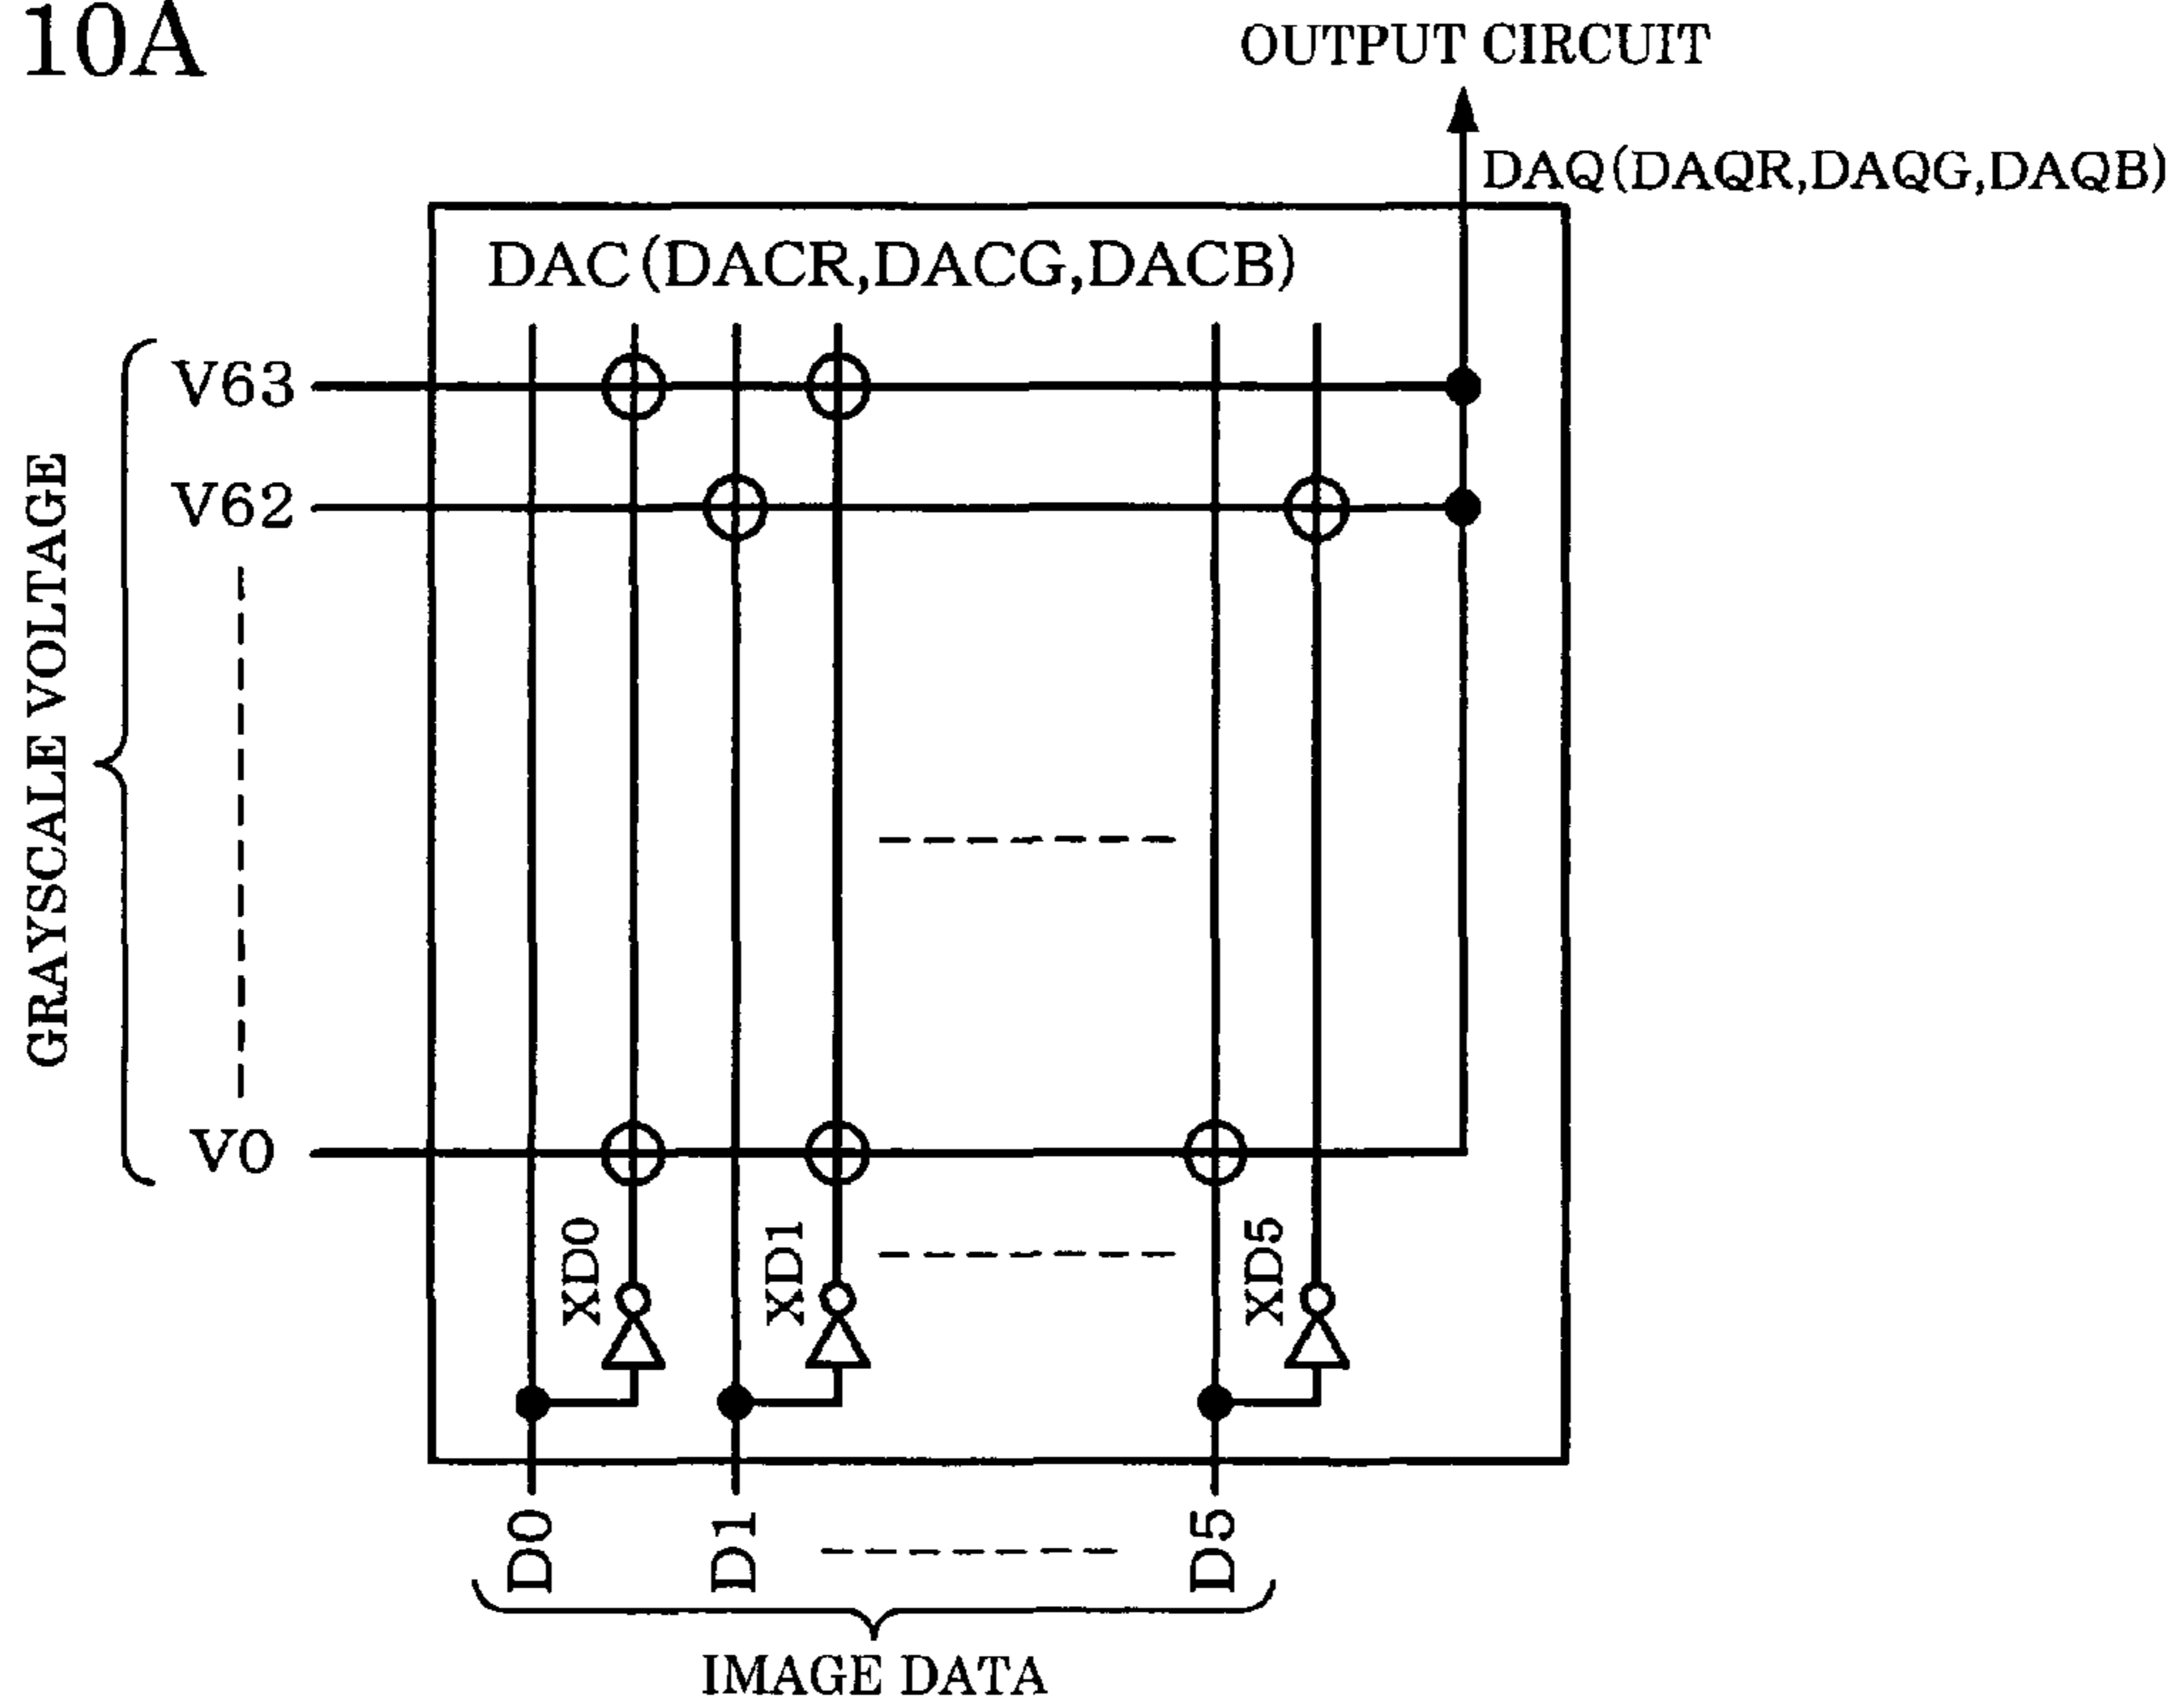 10A
OUTPUT CIRCUIT
DAQ(DAQR,DAQG,DAQB)
DAC(DACR,DACG,DACB)
V63
V62
GRAYSCALE VOLTAGE
V0
XD0
XD1
XD5
D0
D1
D5
IMAGE DATA